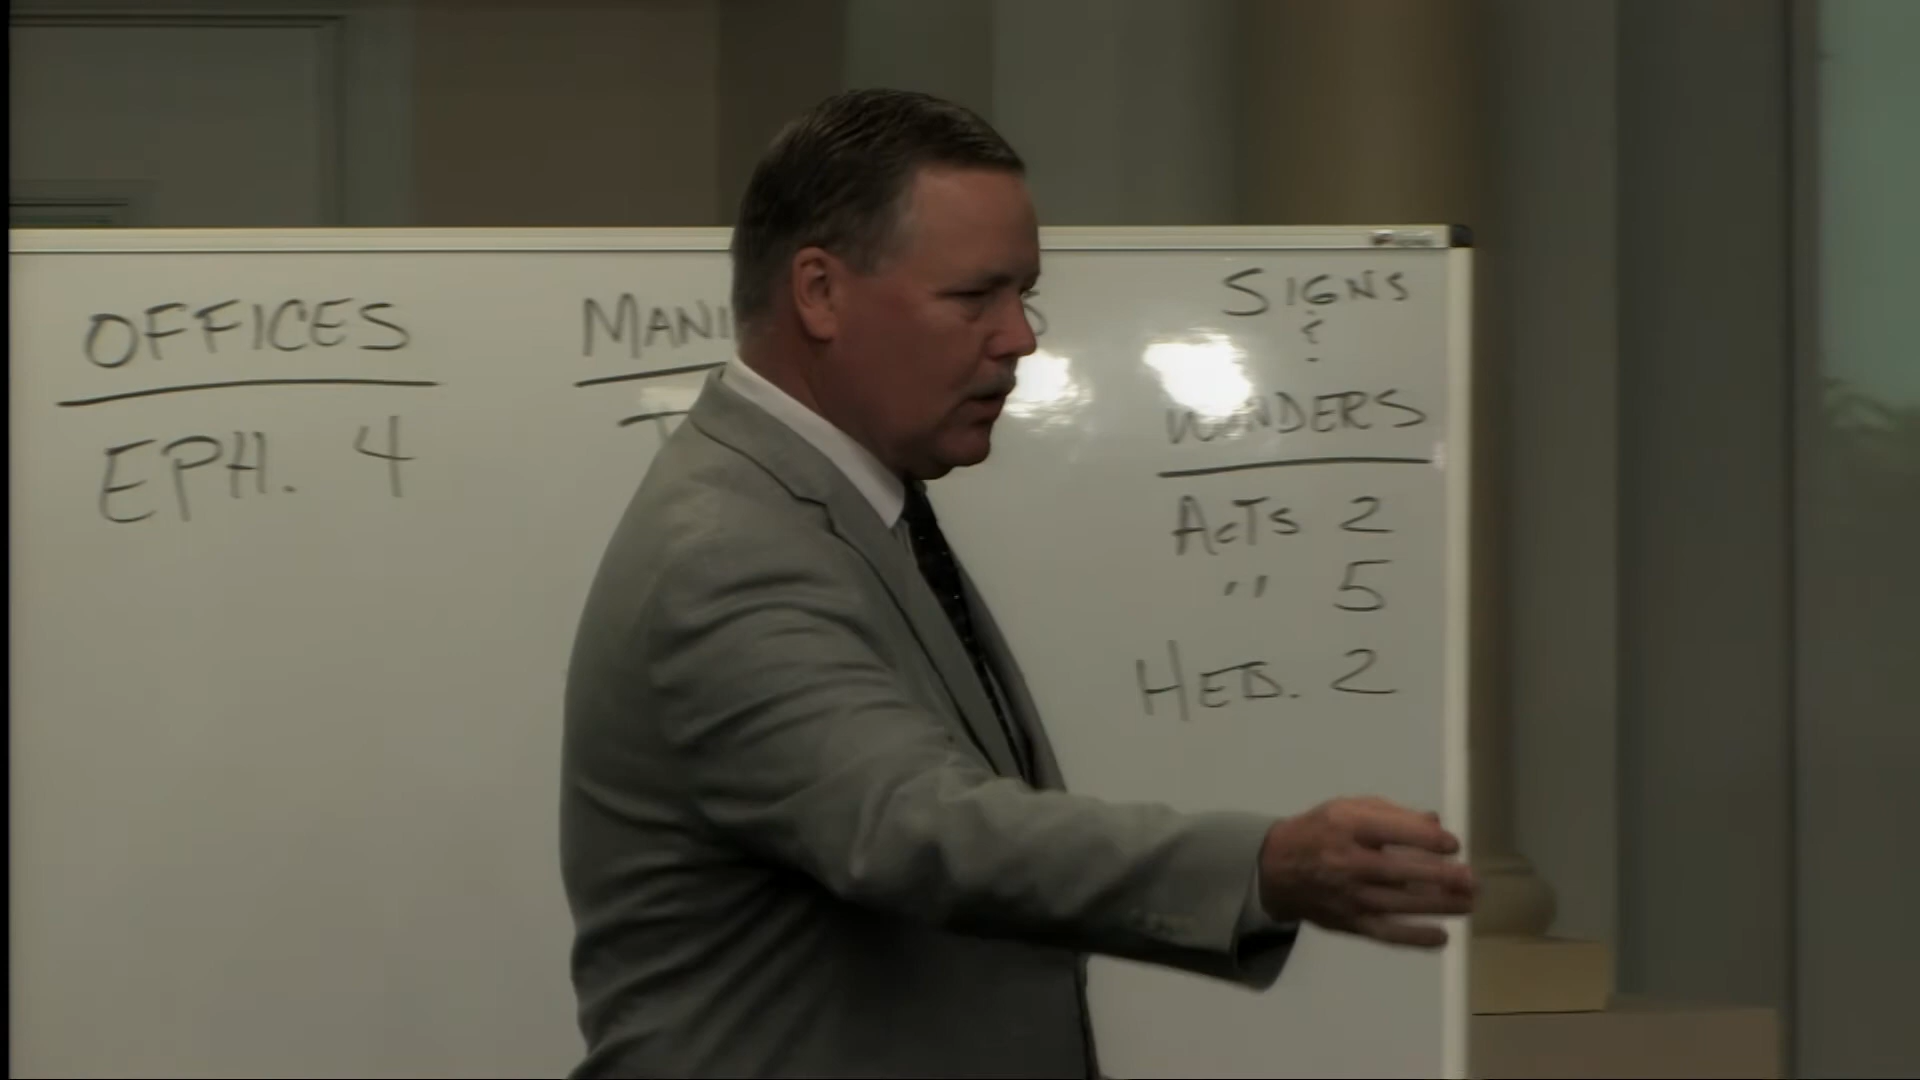 OFFICES
EPH. 4
SIGNS
&
WONDERS
ACTS 2
" 5
HEB. 2